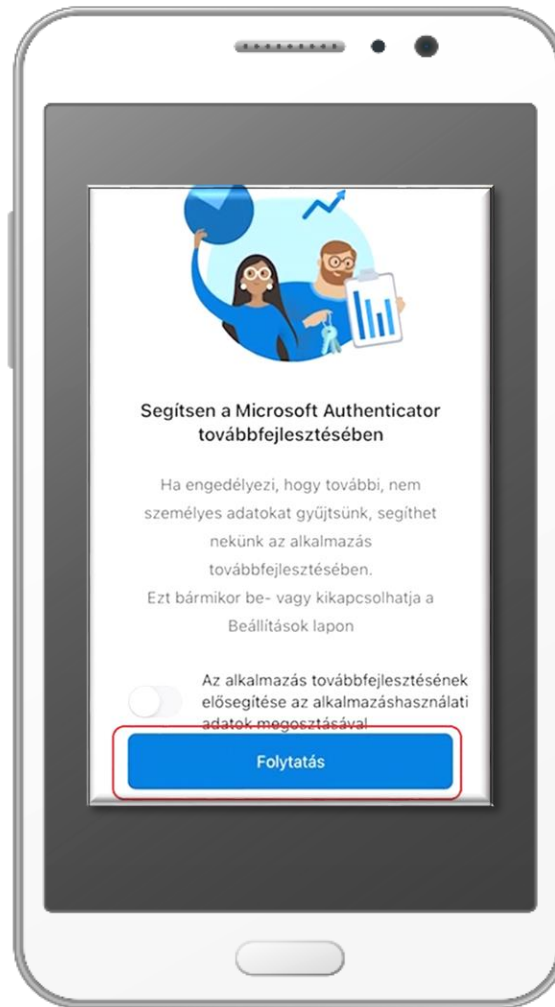 Segítsen a Microsoft Authenticator
továbbfejlesztésében
Ha engedélyezi, hogy további, nem
személyes adatokat gyűjtsünk, segíthet
nekünk az alkalmazás
továbbfejlesztésében.
Ezt bármikor be- vagy kikapcsolhatja a
Beállítások lapon
Az alkalmazás továbbfejlesztésének
elősegítése az alkalmazáshasználati
adatok megosztásával
Folytatás